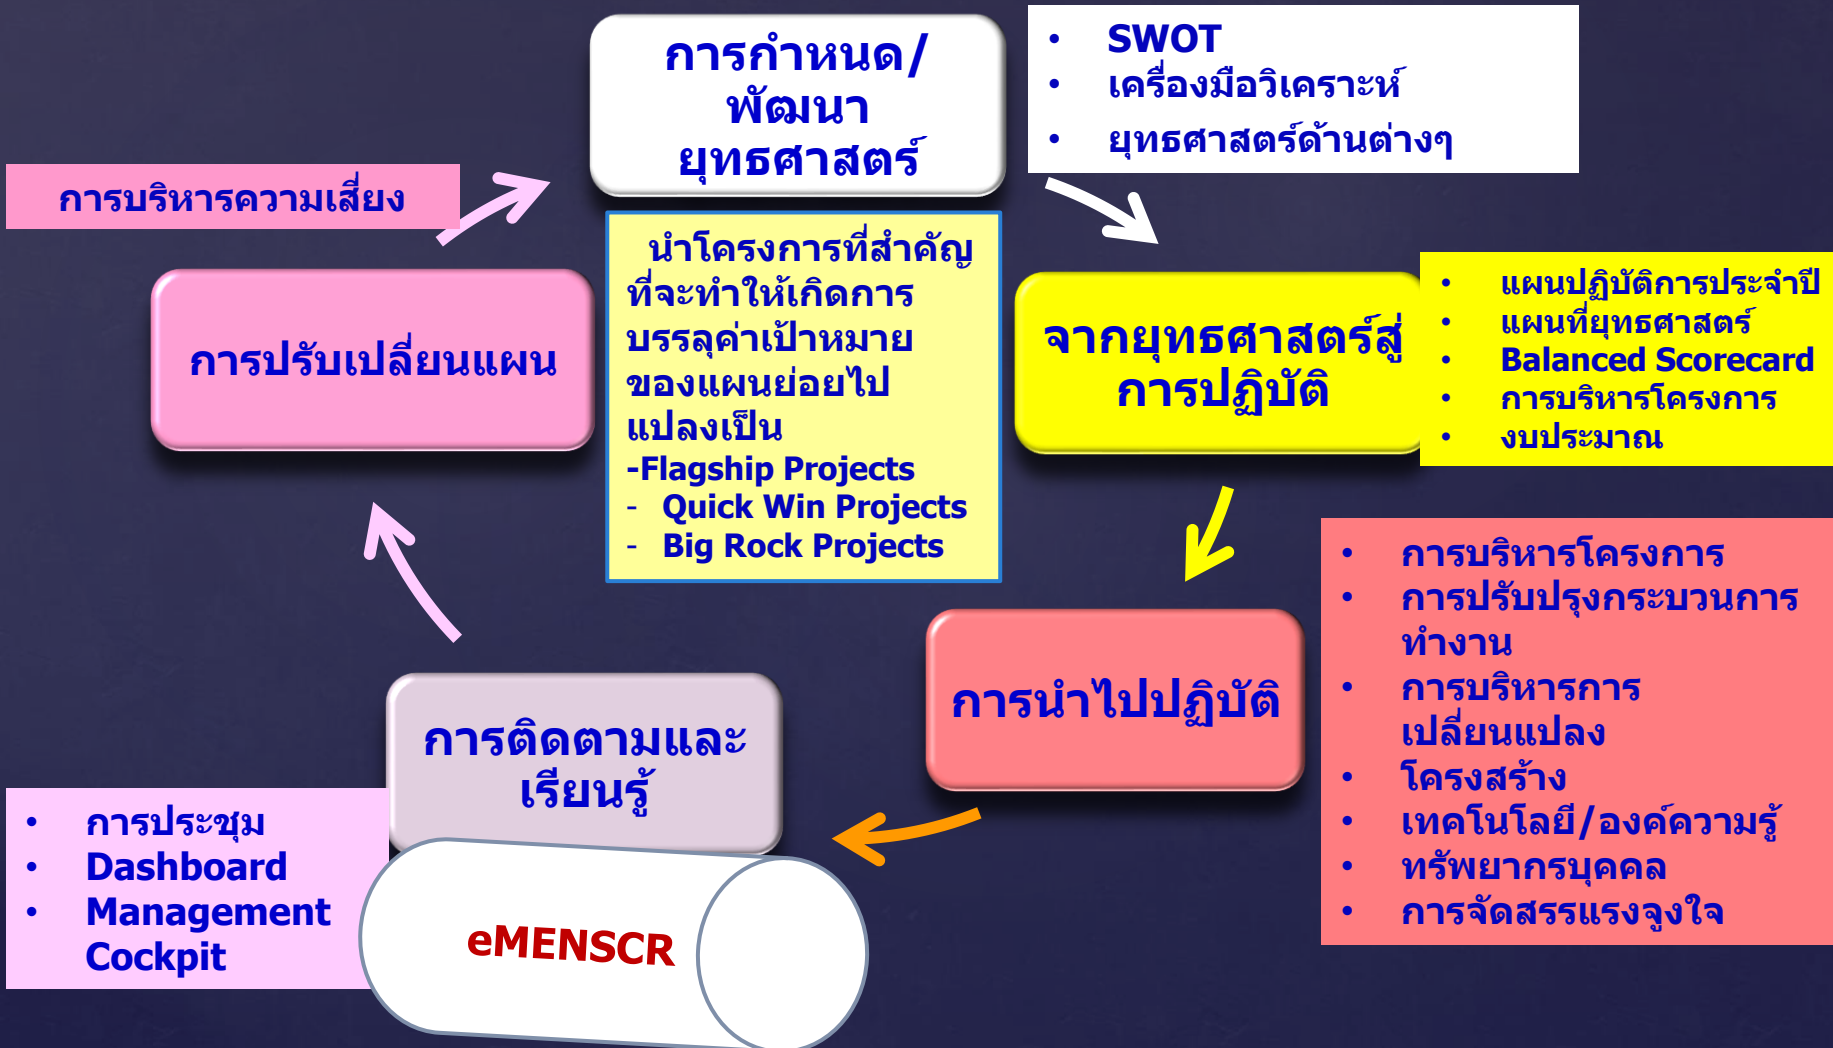 การกำหนด/
พัฒนา
ยุทธศาสตร์
• SWOT
• เครื่องมือวิเคราะห์
• ยุทธศาสตร์ด้านต่างๆ
การบริหารความเสี่ยง
นำโครงการที่สำคัญ
ที่จะทำให้เกิดการ
บรรลุค่าเป้าหมาย
ของแผนย่อยไป
แปลงเป็น
-Flagship Projects
- Quick Win Projects
- Big Rock Projects
การปรับเปลี่ยนแผน
จากยุทธศาสตร์สู่
การปฏิบัติ
• แผนปฏิบัติการประจำปี
• แผนที่ยุทธศาสตร์
• Balanced Scorecard
• การบริหารโครงการ
• งบประมาณ
การนำไปปฏิบัติ
• การบริหารโครงการ
• การปรับปรุงกระบวนการ
ทำงาน
• การบริหารการ
เปลี่ยนแปลง
• โครงสร้าง
• เทคโนโลยี/องค์ความรู้
• ทรัพยากรบุคคล
• การจัดสรรแรงจูงใจ
การติดตามและ
เรียนรู้
• การประชุม
• Dashboard
• Management
Cockpit
eMENSCR